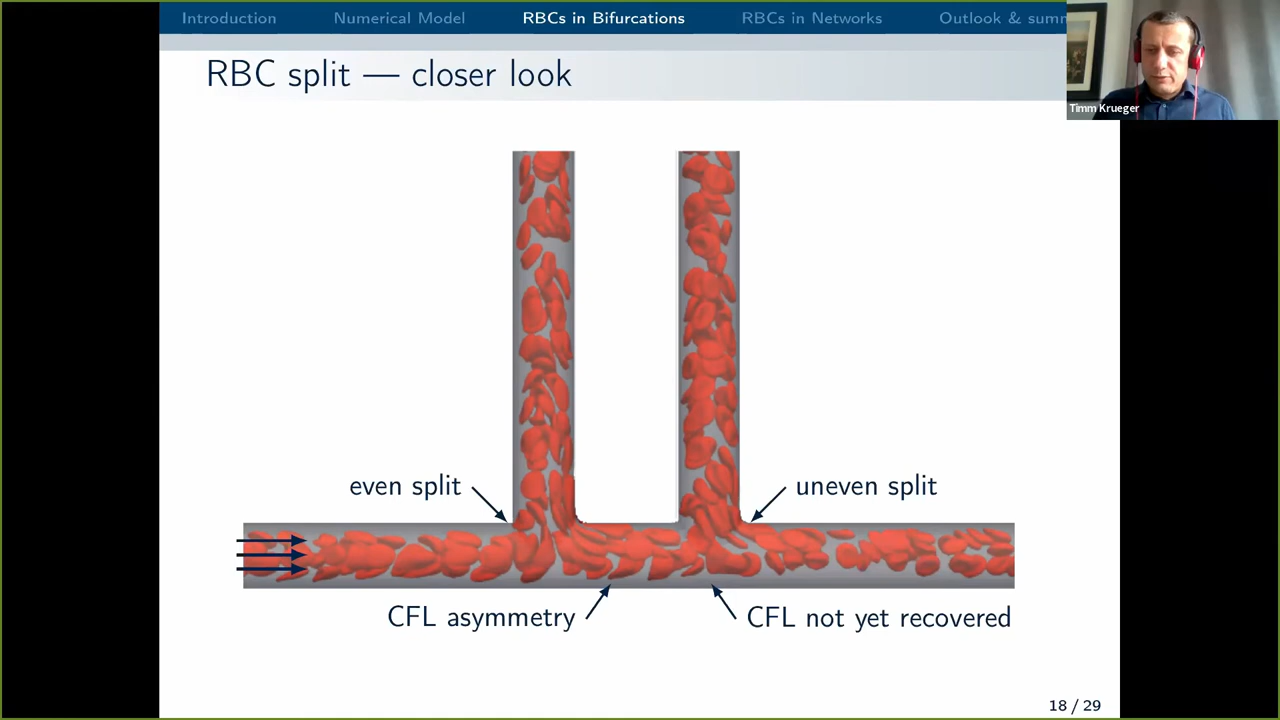 Introduction Numerical Model RBCs in Bifurcations RBCs in Networks Outlook & summ
Timm Krueger
RBC split — closer look
even split
uneven split
CFL asymmetry
CFL not yet recovered
18 / 29